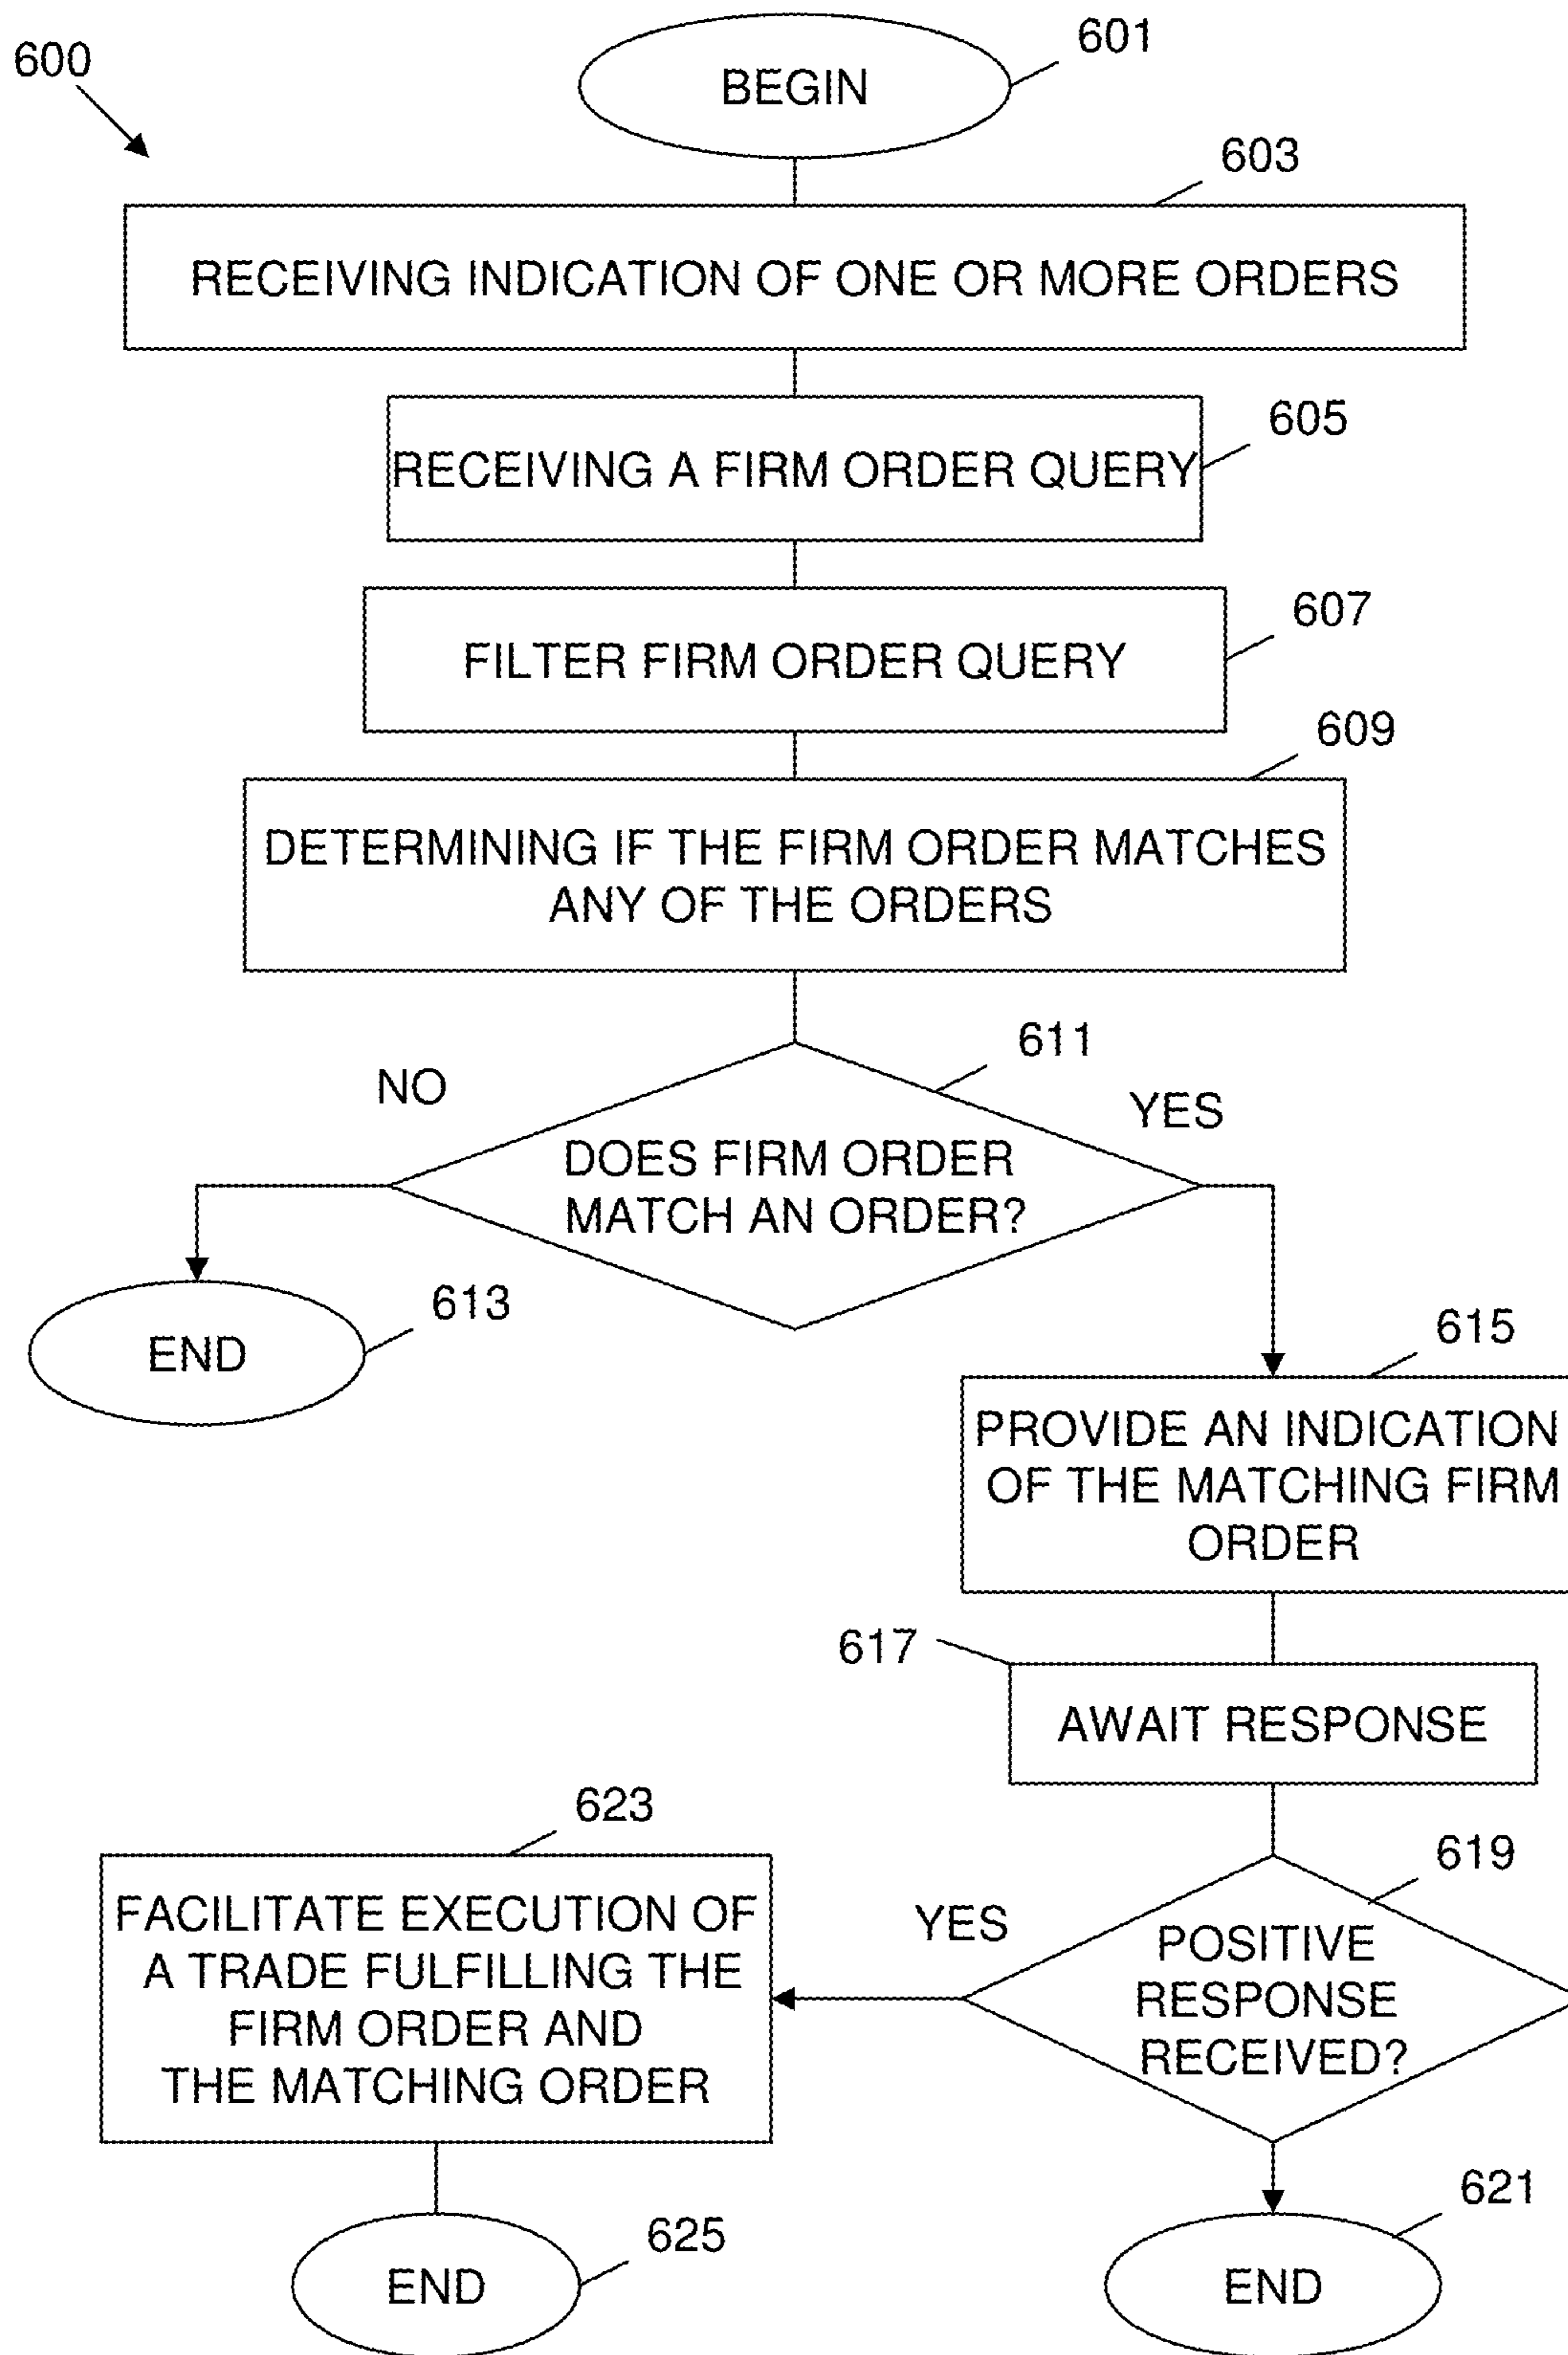 600
601
BEGIN
603
RECEIVING INDICATION OF ONE OR MORE ORDERS
605
RECEIVING A FIRM ORDER QUERY
607
FILTER FIRM ORDER QUERY
609
DETERMINING IF THE FIRM ORDER MATCHES
ANY OF THE ORDERS
611
NO
YES
DOES FIRM ORDER
MATCH AN ORDER?
613
END
615
PROVIDE AN INDICATION
OF THE MATCHING FIRM
ORDER
617
AWAIT RESPONSE
619
POSITIVE
RESPONSE
RECEIVED?
YES
623
FACILITATE EXECUTION OF
A TRADE FULFILLING THE
FIRM ORDER AND
THE MATCHING ORDER
625
END
621
END